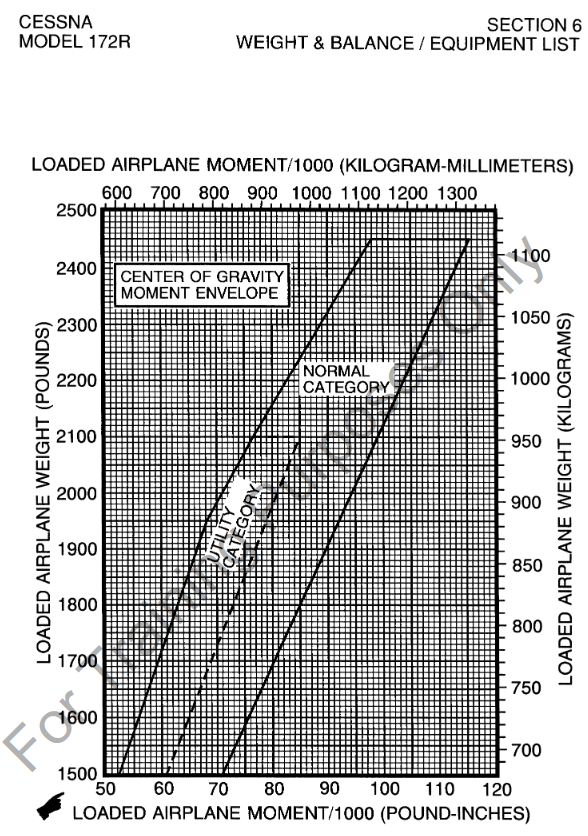 CESSNA
MODEL 172R
SECTION 6
WEIGHT & BALANCE / EQUIPMENT LIST
LOADED AIRPLANE MOMENT/1000 (KILOGRAM-MILLIMETERS)
600 700 800 900 1000 1100 1200 1300
2500
2400
2300
2200
2100
2000
1900
1800
1700
1600
1500
LOADED AIRPLANE WEIGHT (POUNDS)
CENTER OF GRAVITY
MOMENT ENVELOPE
NORMAL
CATEGORY
UTILITY
CATEGORY
For Training Purposes Only
1100
1050
1000
950
900
850
800
750
700
LOADED AIRPLANE WEIGHT (KILOGRAMS)
50 60 70 80 90 100 110 120
LOADED AIRPLANE MOMENT/1000 (POUND-INCHES)